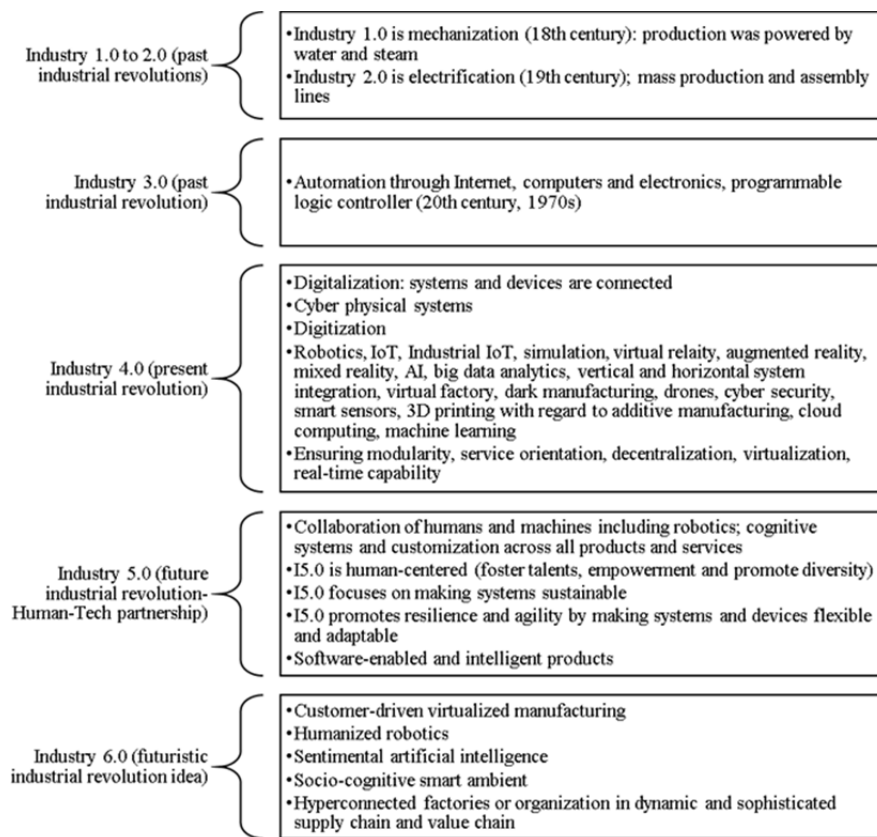 Industry 1.0 to 2.0 (past
industrial revolutions)
•Industry 1.0 is mechanization (18th century): production was powered by
water and steam
•Industry 2.0 is electrification (19th century); mass production and assembly
lines
Industry 3.0 (past
industrial revolution)
•Automation through Internet, computers and electronics, programmable
logic controller (20th century, 1970s)
Industry 4.0 (present
industrial revolution)
•Digitalization: systems and devices are connected
•Cyber physical systems
•Digitization
•Robotics, IoT, Industrial IoT, simulation, virtual relaity, augmented reality,
mixed reality, AI, big data analytics, vertical and horizontal system
integration, virtual factory, dark manufacturing, drones, cyber security,
smart sensors, 3D printing with regard to additive manufacturing, cloud
computing, machine learning
•Ensuring modularity, service orientation, decentralization, virtualization,
real-time capability
Industry 5.0 (future
industrial revolution-
Human-Tech partnership)
•Collaboration of humans and machines including robotics; cognitive
systems and customization across all products and services
•I5.0 is human-centered (foster talents, empowerment and promote diversity)
•I5.0 focuses on making systems sustainable
•I5.0 promotes resilience and agility by making systems and devices flexible
and adaptable
•Software-enabled and intelligent products
Industry 6.0 (futuristic
industrial revolution idea)
•Customer-driven virtualized manufacturing
•Humanized robotics
•Sentimental artificial intelligence
•Socio-cognitive smart ambient
•Hyperconnected factories or organization in dynamic and sophisticated
supply chain and value chain